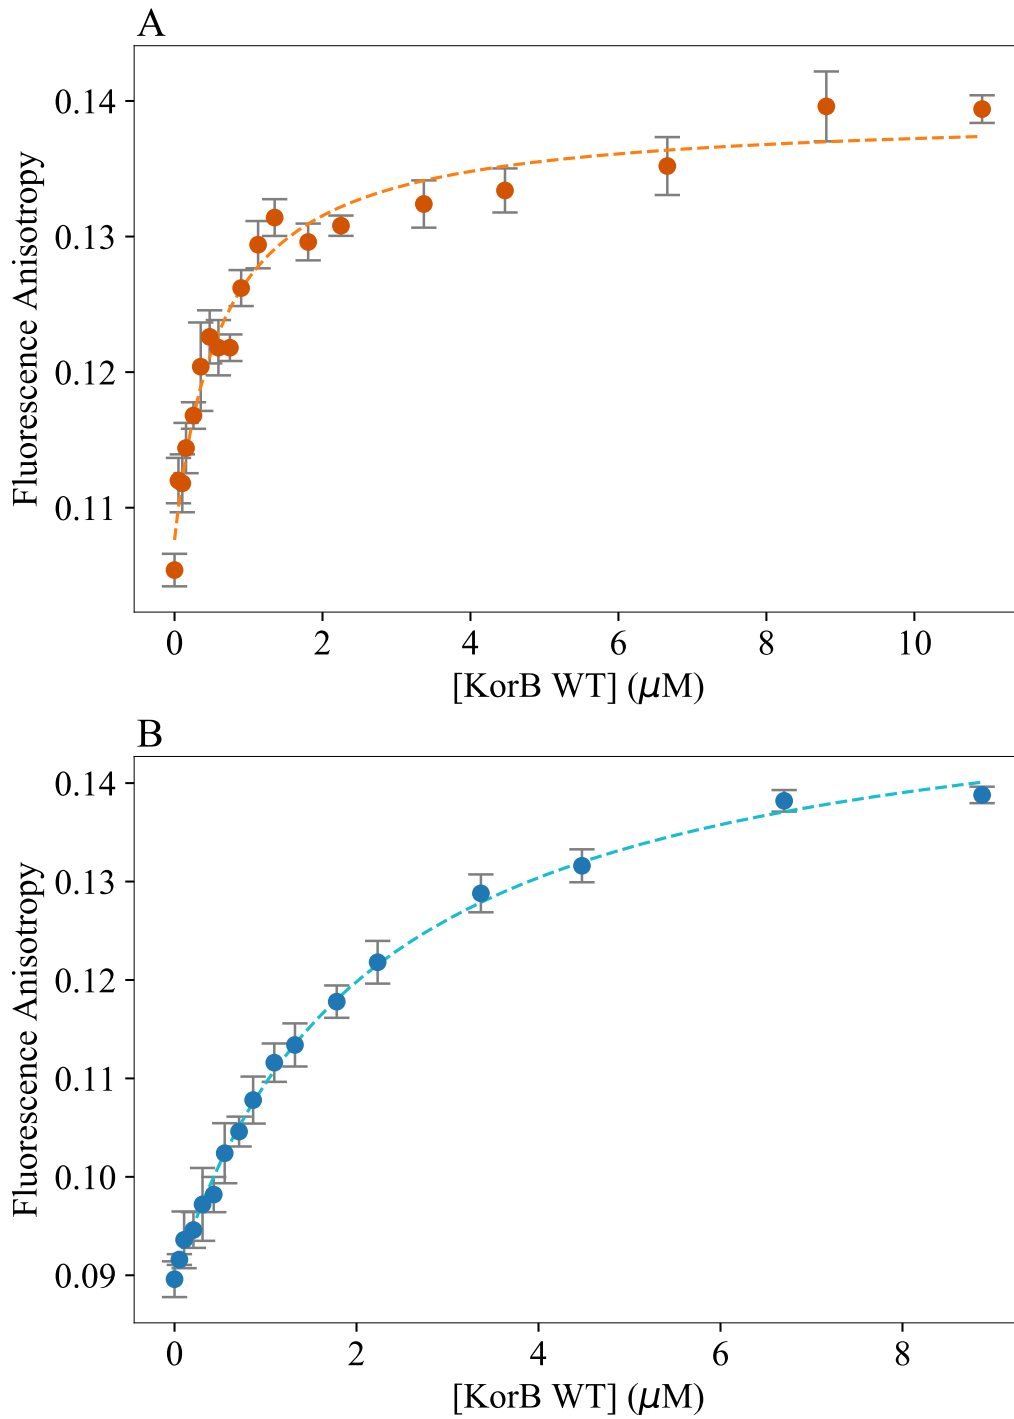 A
Fluorescence Anisotropy
0.14
0.13
0.12
0.11
0 2 4 6 8 10
[KorB WT] (μM)
B
Fluorescence Anisotropy
0.14
0.13
0.12
0.11
0.10
0.09
0 2 4 6 8
[KorB WT] (μM)